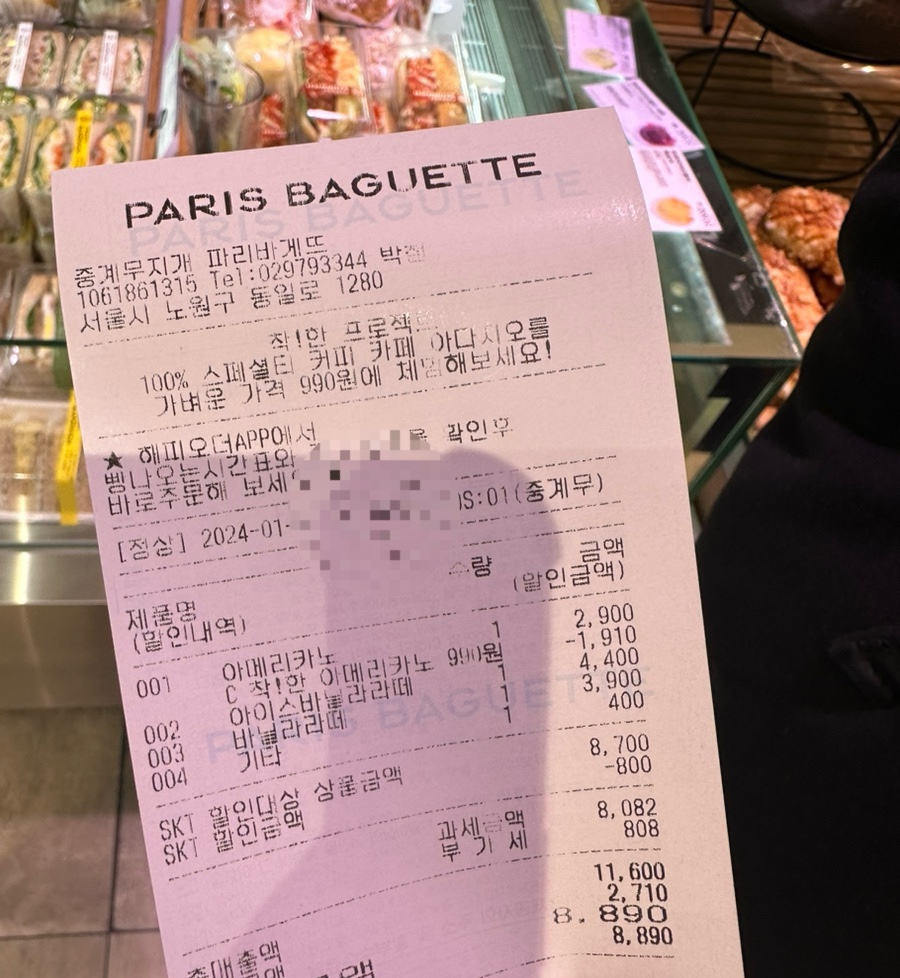 PARIS BAGUETTE
중계무지개 파리바게뜨
1061861315 Tel:029793344 박
서울시 노원구 동일로 1280
착!한 프로젝
100% 스페셜티 커피 카페 아다지오를
가벼운 가격 990원에 체험해보세요!
★ 해피오더APP에서 을 확인후
빵나오는시간표와
바로주문해 보세
[정상] 2024-01- OS:01(중계무)
제품명 수량 금액
(할인내역) (할인금액)
001 아메리카노 1 2,900
C 착!한 아메리카노 990원 -1,910
002 아이스바닐라라떼 1 4,400
003 바닐라라떼 1 3,900
004 기타 1 400
SKT 할인대상 상품금액 8,700
SKT 할인금액 -800
과세금액 8,082
부 가 세 808
11,600
2,710
8,890
8,890
총매출액